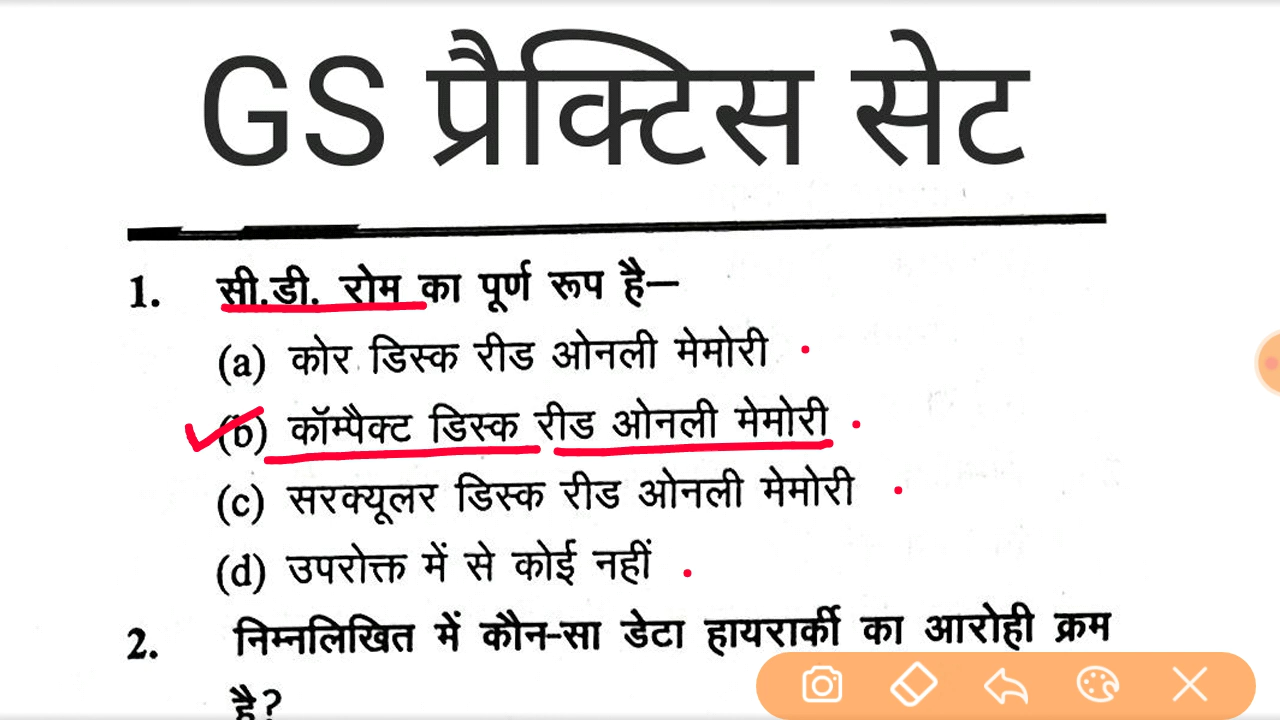 GS प्रैक्टिस सेट
1. सी.डी. रोम का पूर्ण रूप है—
(a) कोर डिस्क रीड ओनली मेमोरी
(b) कॉम्पैक्ट डिस्क रीड ओनली मेमोरी
(c) सरक्यूलर डिस्क रीड ओनली मेमोरी
(d) उपरोक्त में से कोई नहीं
2. निम्नलिखित में कौन-सा डेटा हायरार्की का आरोही क्रम
है?